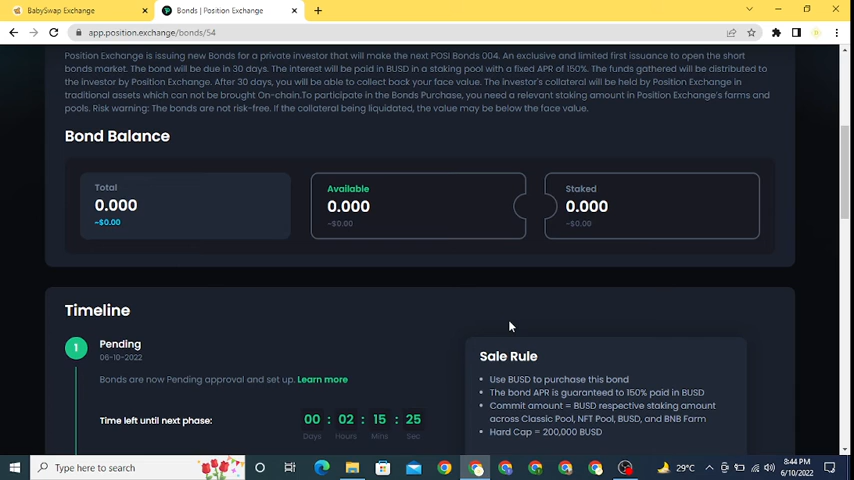 BabySwap Exchange
Bonds | Position Exchange
app.position.exchange/bonds/54
Position Exchange is issuing new Bonds for a private investor that will make the next POSI Bonds 004. An exclusive and limited first issuance to open the short
bonds market. The bond will be due in 30 days. The interest will be paid in BUSD in a staking pool with a fixed APR of 150%. The funds gathered will be distributed to
the investor by Position Exchange. After 30 days, you will be able to collect back your face value. The investor's collateral will be held by Position Exchange in
traditional assets which can not be brought On-chain.To participate in the Bonds Purchase, you need a relevant staking amount in Position Exchange's farms and
pools. Risk warning: The bonds are not risk-free. If the collateral being liquidated, the value may be below the face value.
Bond Balance
Total
0.000
~$0.00
Available
0.000
~$0.00
Staked
0.000
~$0.00
Timeline
1
Pending
06-10-2022
Bonds are now Pending approval and set up. Learn more
Time left until next phase:
00 : 02 : 15 : 25
Days Hours Mins Sec
Sale Rule
• Use BUSD to purchase this bond
• The bond APR is guaranteed to 150% paid in BUSD
• Commit amount = BUSD respective staking amount
across Classic Pool, NFT Pool, BUSD, and BNB Farm
• Hard Cap = 200,000 BUSD
Type here to search
29°C
8:44 PM
6/10/2022